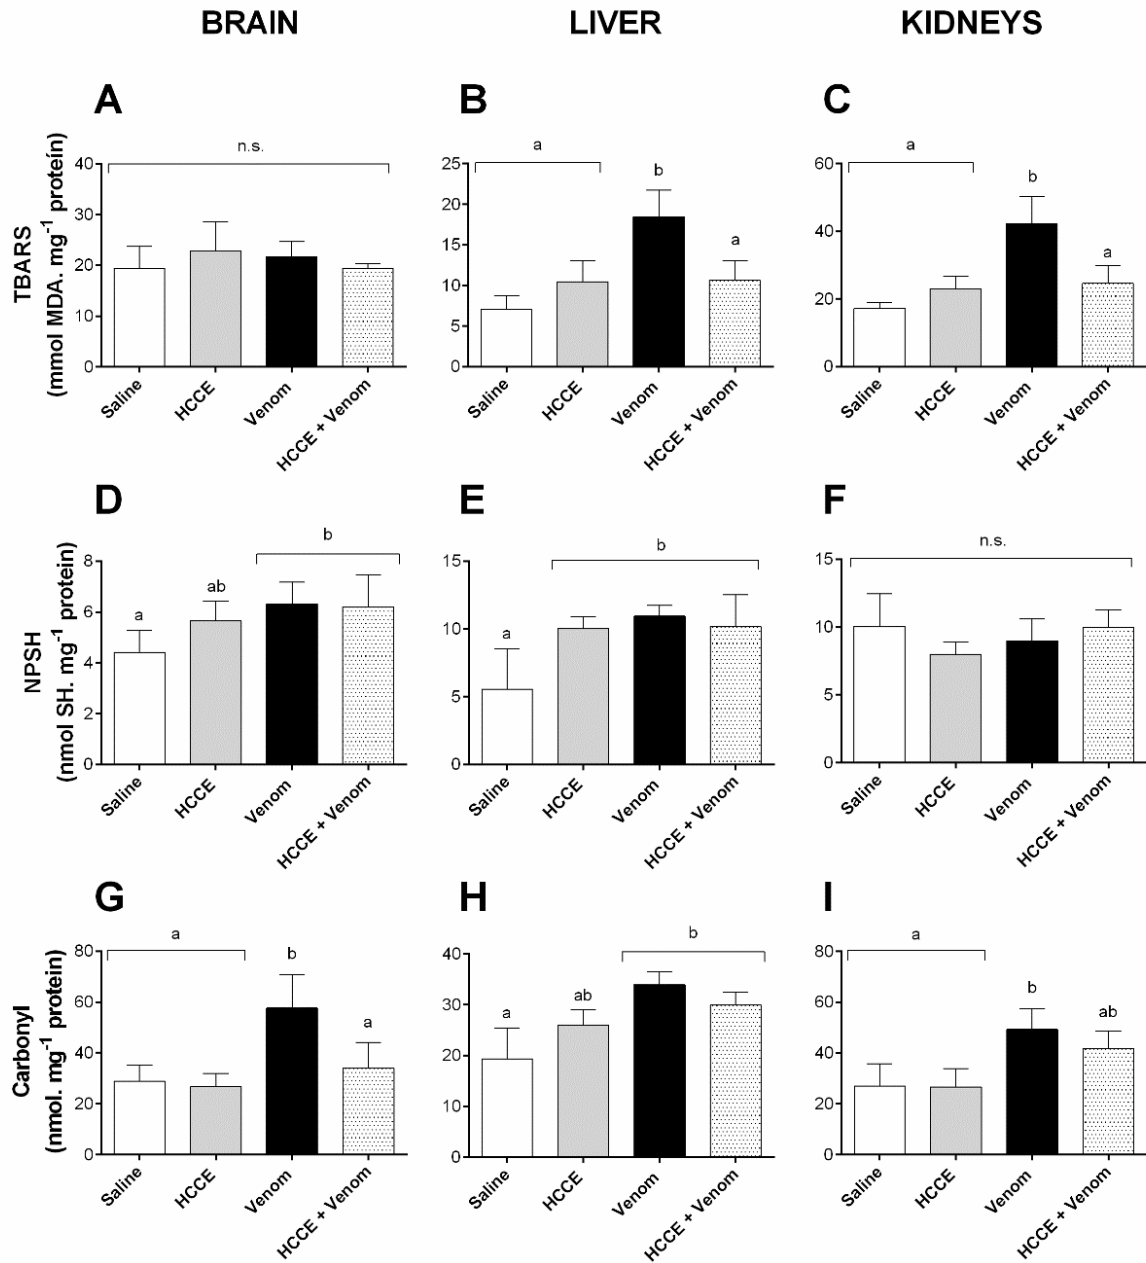 BRAIN LIVER KIDNEYS
A B C
TBARS
(mmol MDA. mg⁻¹ protein)
n.s.
40
30
20
10
0
Saline HCCE Venom HCCE + Venom
a
b
a
25
20
15
10
5
0
Saline HCCE Venom HCCE + Venom
a
b
a
60
40
20
0
Saline HCCE Venom HCCE + Venom
D E F
NPSH
(nmol SH. mg⁻¹ protein)
b
ab
a
8
6
4
2
0
Saline HCCE Venom HCCE + Venom
b
a
15
10
5
0
Saline HCCE Venom HCCE + Venom
n.s.
15
10
5
0
Saline HCCE Venom HCCE + Venom
G H I
Carbonyl
(nmol. mg⁻¹ protein)
a
b
a
80
60
40
20
0
Saline HCCE Venom HCCE + Venom
b
ab
a
40
30
20
10
0
Saline HCCE Venom HCCE + Venom
a
b
ab
80
60
40
20
0
Saline HCCE Venom HCCE + Venom